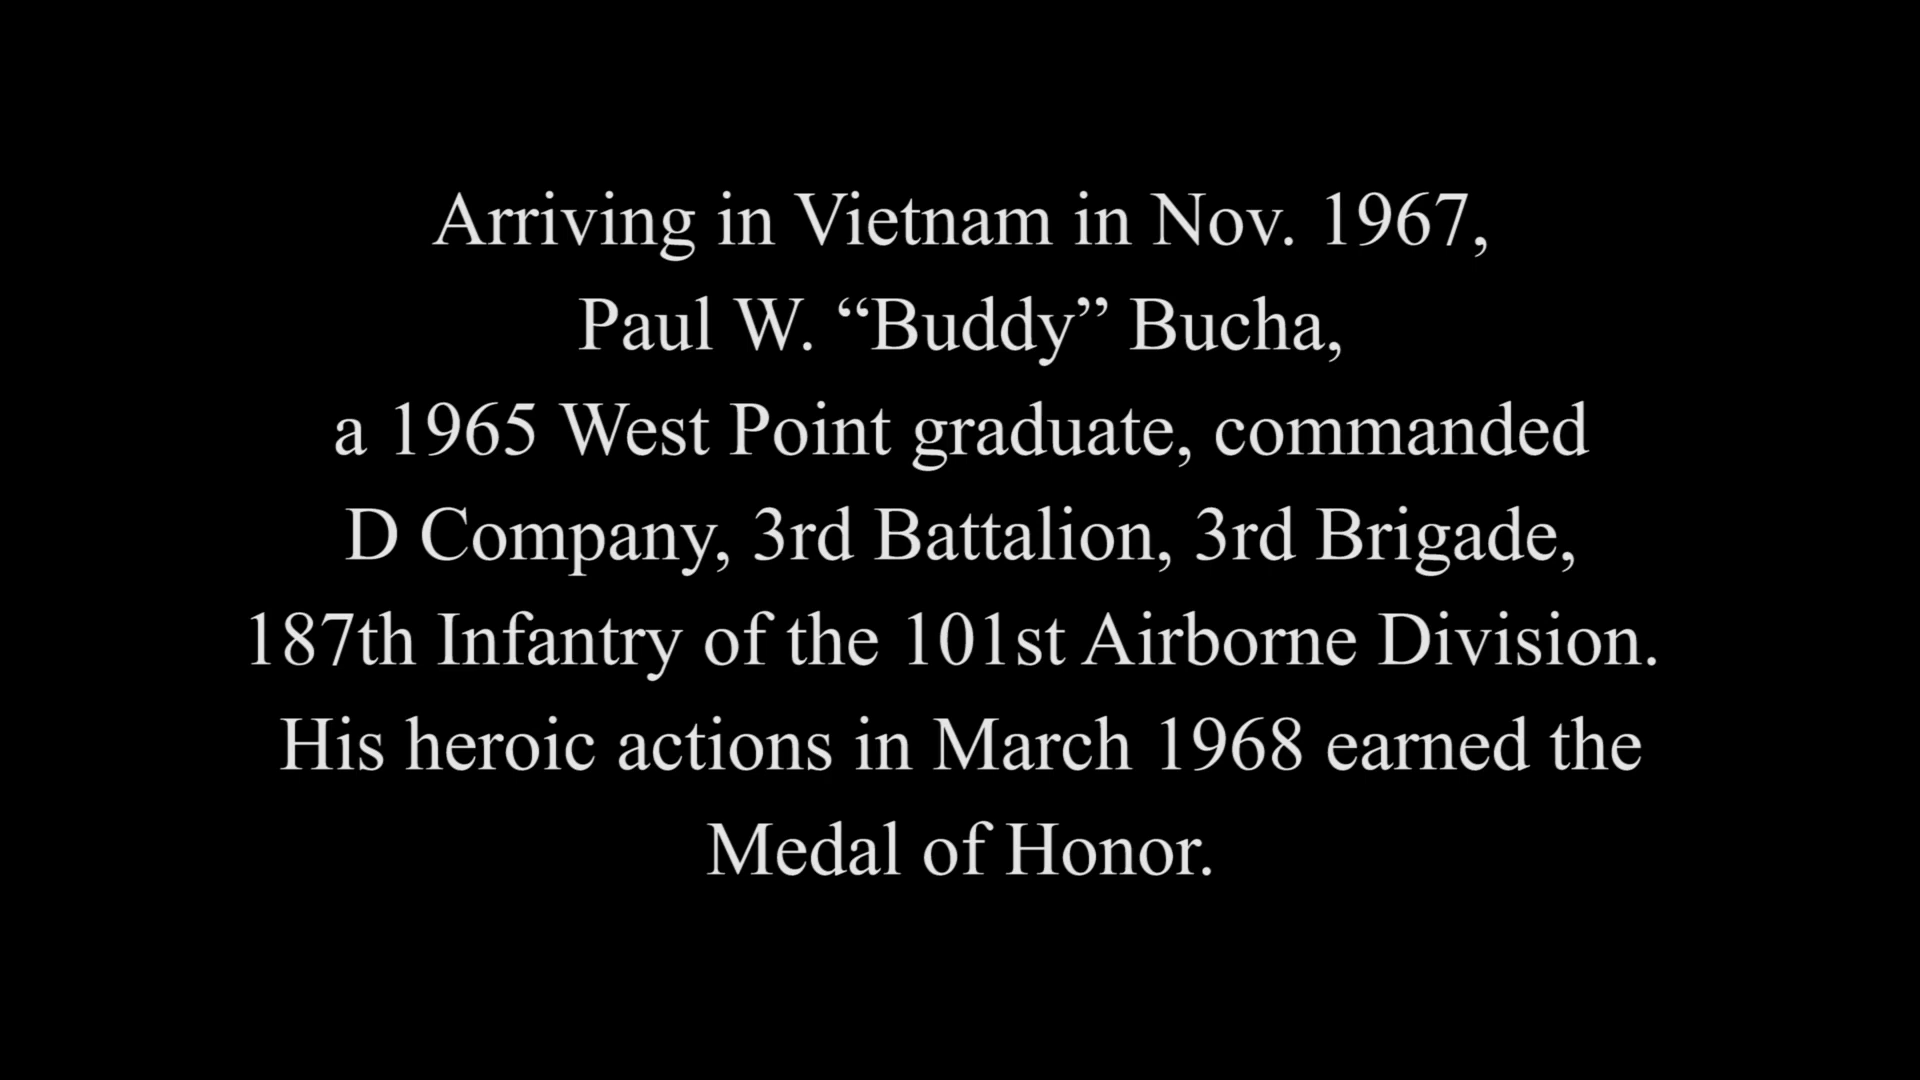 Arriving in Vietnam in Nov. 1967,
Paul W. “Buddy” Bucha,
a 1965 West Point graduate, commanded
D Company, 3rd Battalion, 3rd Brigade,
187th Infantry of the 101st Airborne Division.
His heroic actions in March 1968 earned the
Medal of Honor.